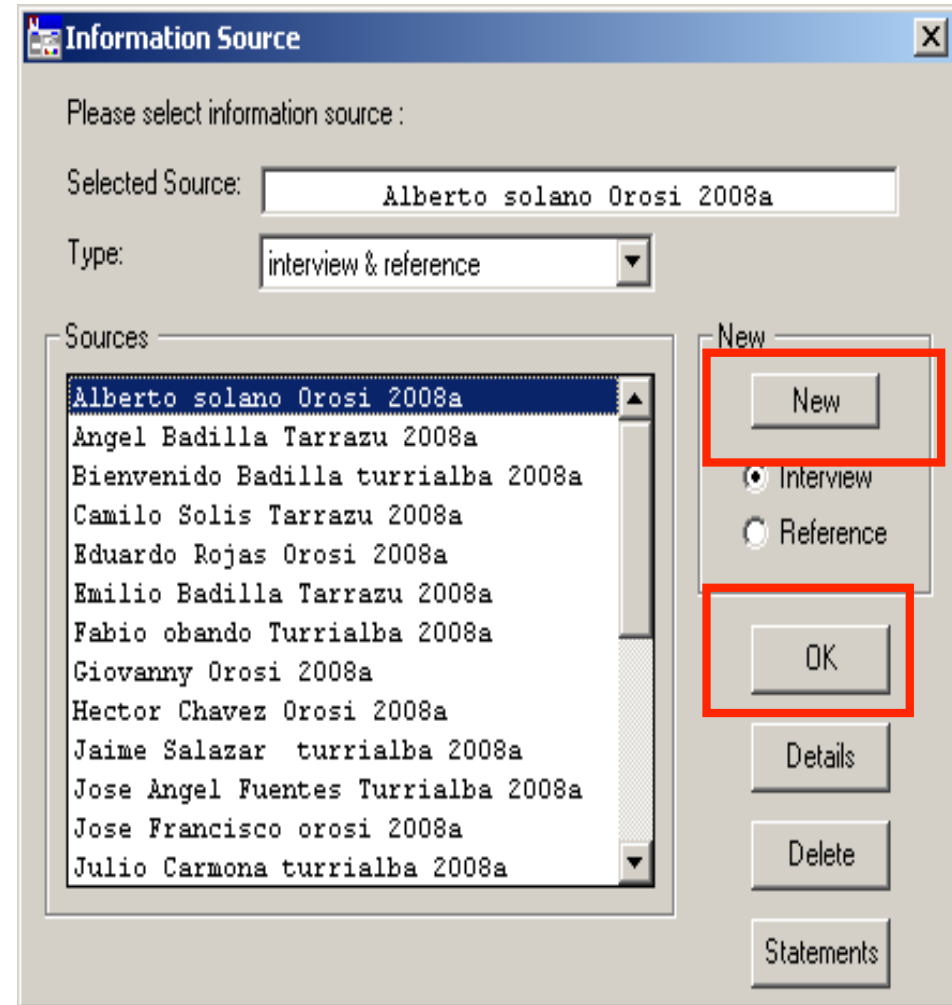 Information Source
Please select information source :
Selected Source: Alberto solano Orosi 2008a
Type: interview & reference
Sources
Alberto solano Orosi 2008a
Angel Badilla Tarrazu 2008a
Bienvenido Badilla turrialba 2008a
Camilo Solis Tarrazu 2008a
Eduardo Rojas Orosi 2008a
Emilio Badilla Tarrazu 2008a
Fabio obando Turrialba 2008a
Giovanny Orosi 2008a
Hector Chavez Orosi 2008a
Jaime Salazar  turrialba 2008a
Jose Angel Fuentes Turrialba 2008a
Jose Francisco orosi 2008a
Julio Carmona turrialba 2008a
New
New
Interview
Reference
OK
Details
Delete
Statements